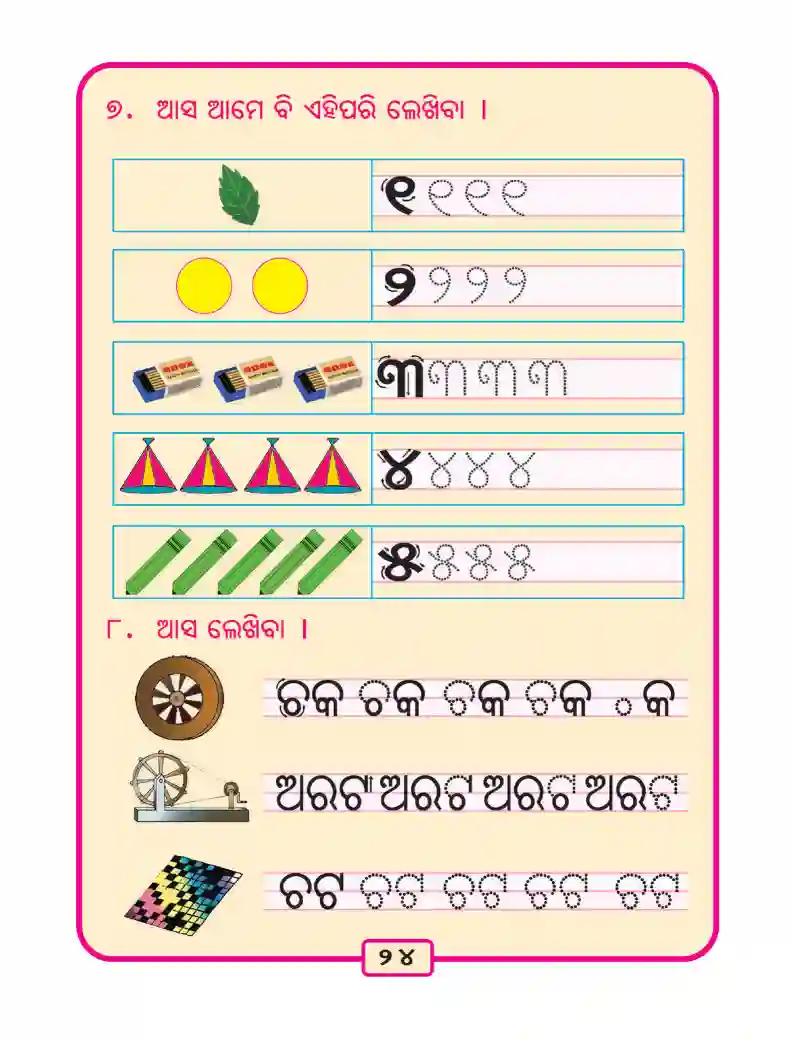 ୭. ଆସ ଆମେ ବି ଏହିପରି ଲେଖିବା ।
୧ ୧ ୧ ୧
୨ ୨ ୨ ୨
୩ ୩ ୩ ୩
୪ ୪ ୪ ୪
୫ ୫ ୫ ୫
୮. ଆସ ଲେଖିବା ।
ଚକ ଚକ ଚକ ଚକ କ
ଅରଟ ଅରଟ ଅରଟ ଅରଟ
ଚଟ ଚଟ ଚଟ ଚଟ ଚଟ
୨୪